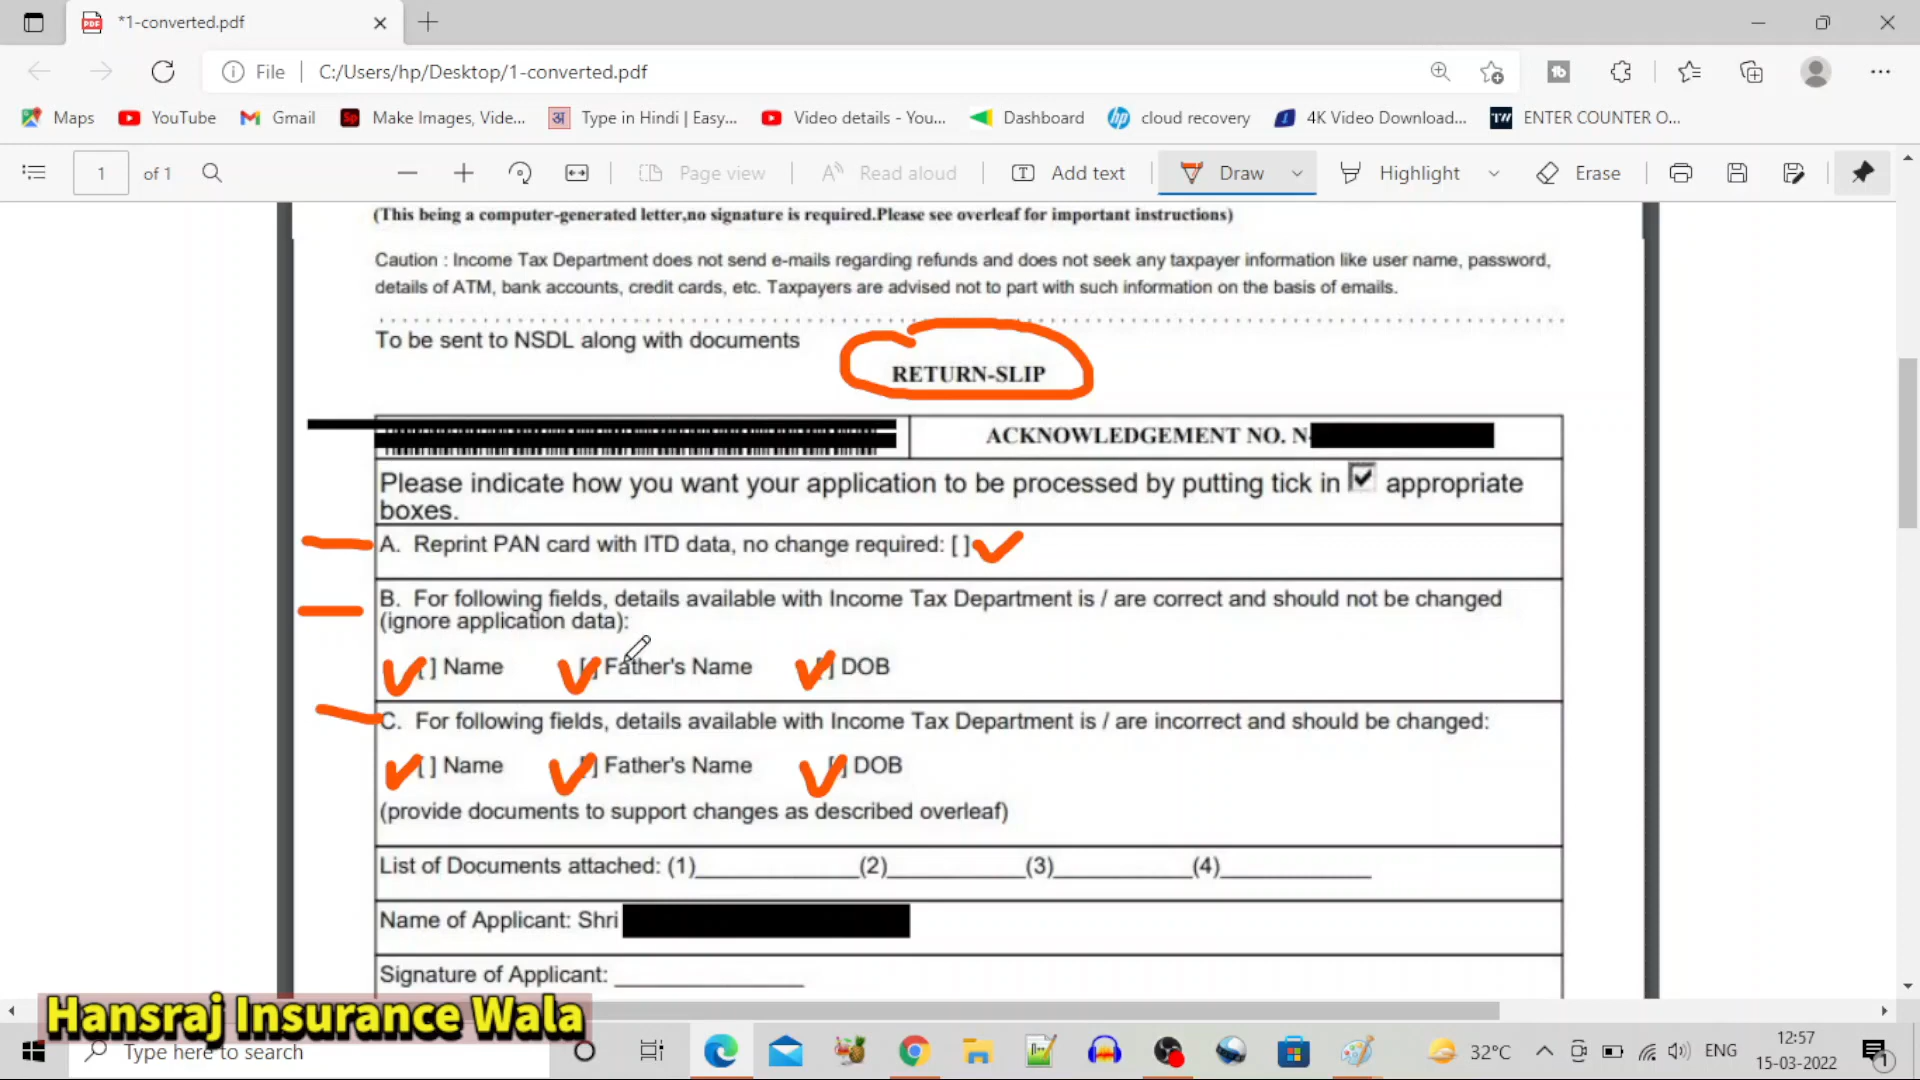 *1-converted.pdf
File C:/Users/hp/Desktop/1-converted.pdf
Maps YouTube Gmail Sp Make Images, Vide... अ Type in Hindi | Easy... Video details - You... Dashboard hp cloud recovery 4K Video Download... TW ENTER COUNTER O...
1 of 1 Page view Read aloud Add text Draw Highlight Erase
(This being a computer-generated letter,no signature is required.Please see overleaf for important instructions)
Caution : Income Tax Department does not send e-mails regarding refunds and does not seek any taxpayer information like user name, password,
details of ATM, bank accounts, credit cards, etc. Taxpayers are advised not to part with such information on the basis of emails.
To be sent to NSDL along with documents
RETURN-SLIP
ACKNOWLEDGEMENT NO. N-
Please indicate how you want your application to be processed by putting tick in ☑ appropriate
boxes.
A. Reprint PAN card with ITD data, no change required: [ ]
B. For following fields, details available with Income Tax Department is / are correct and should not be changed
(ignore application data):
[ ] Name [ ] Father's Name [ ] DOB
C. For following fields, details available with Income Tax Department is / are incorrect and should be changed:
[ ] Name [ ] Father's Name [ ] DOB
(provide documents to support changes as described overleaf)
List of Documents attached: (1)____________(2)__________(3)__________(4)___________
Name of Applicant: Shri
Signature of Applicant: ______________
Hansraj Insurance Wala
Type here to search 32°C ENG 12:57
15-03-2022 1